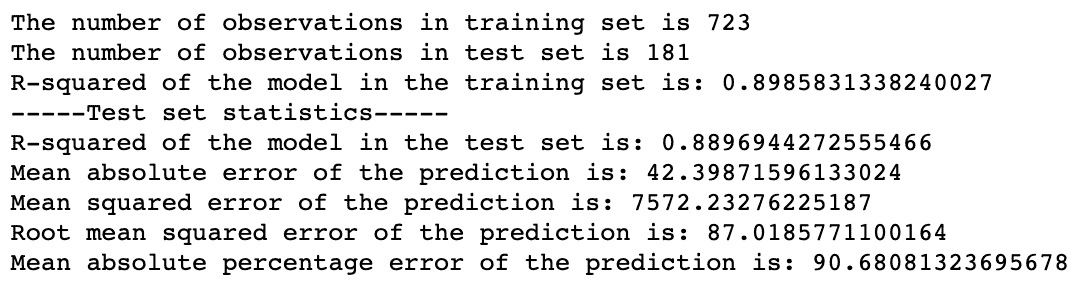 The number of observations in training set is 723
The number of observations in test set is 181
R-squared of the model in the training set is: 0.8985831338240027
-----Test set statistics-----
R-squared of the model in the test set is: 0.8896944272555466
Mean absolute error of the prediction is: 42.39871596133024
Mean squared error of the prediction is: 7572.23276225187
Root mean squared error of the prediction is: 87.0185771100164
Mean absolute percentage error of the prediction is: 90.68081323695678